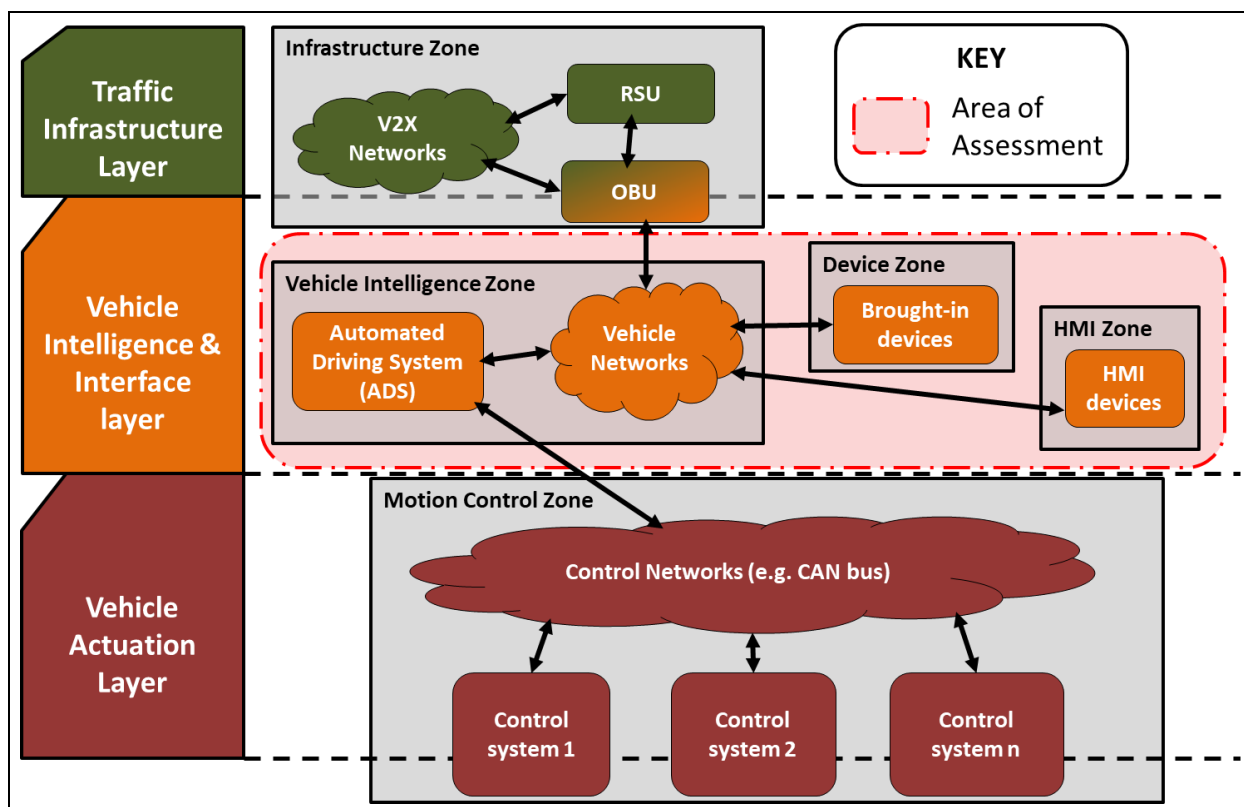 Traffic
Infrastructure
Layer
Infrastructure Zone
V2X
Networks
RSU
OBU
KEY
Area of
Assessment
Vehicle
Intelligence &
Interface
layer
Vehicle Intelligence Zone
Automated
Driving System
(ADS)
Vehicle
Networks
Device Zone
Brought-in
devices
HMI Zone
HMI
devices
Vehicle
Actuation
Layer
Motion Control Zone
Control Networks (e.g. CAN bus)
Control
system 1
Control
system 2
Control
system n